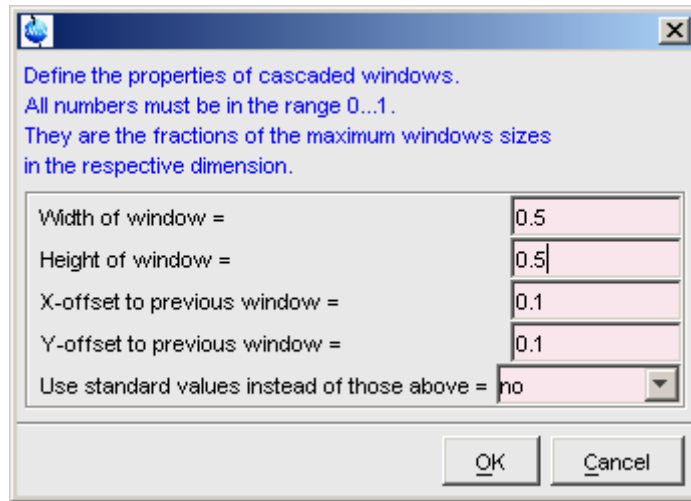 Define the properties of cascaded windows.
All numbers must be in the range 0...1.
They are the fractions of the maximum windows sizes
in the respective dimension.
Width of window = 0.5
Height of window = 0.5
X-offset to previous window = 0.1
Y-offset to previous window = 0.1
Use standard values instead of those above = no
OK Cancel